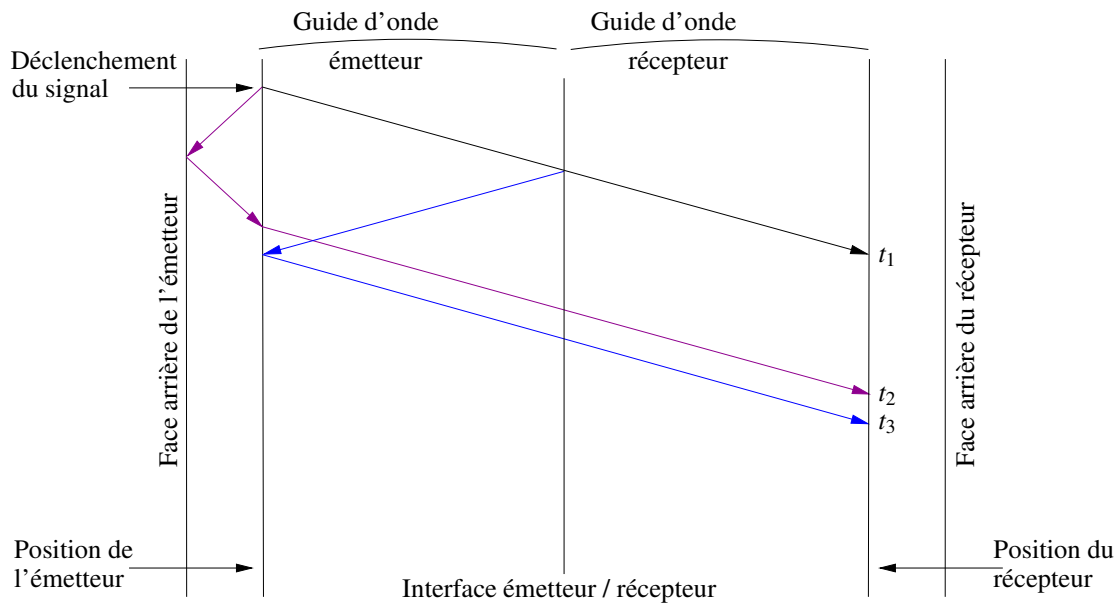 Guide d'onde
émetteur
Guide d'onde
récepteur
Déclenchement
du signal
Face arrière de l'émetteur
t1
t2
t3
Face arrière du récepteur
Position de
l'émetteur
Interface émetteur / récepteur
Position du
récepteur